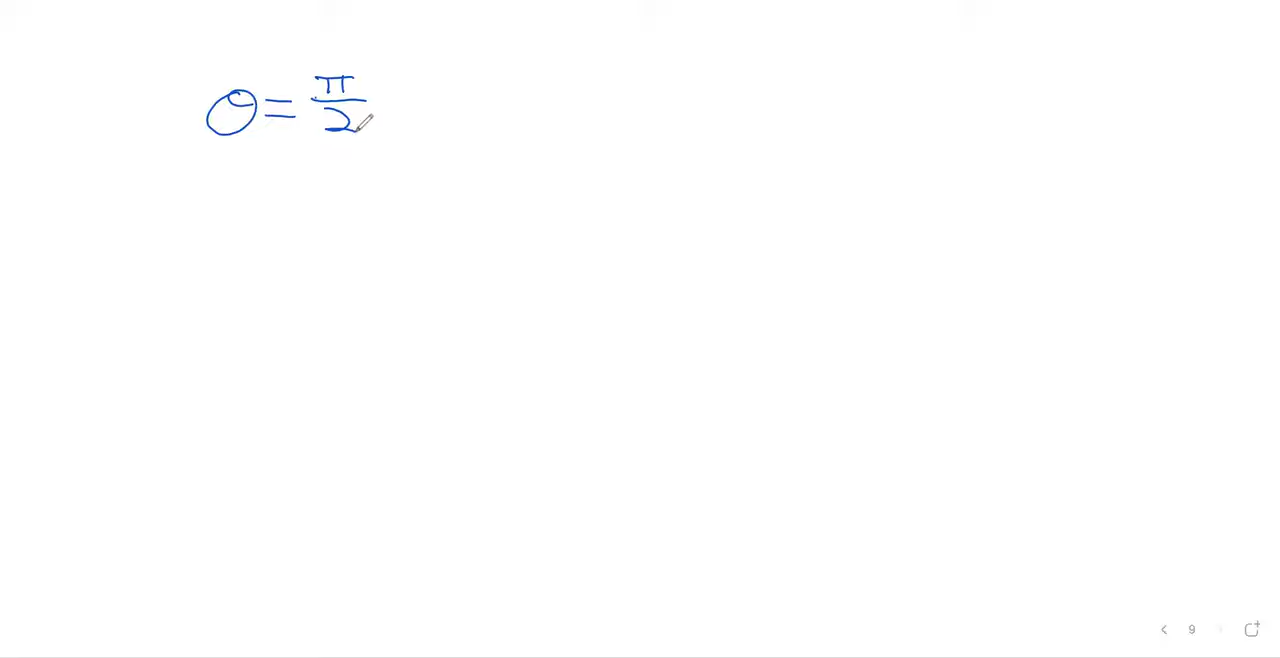 θ = π/2
9